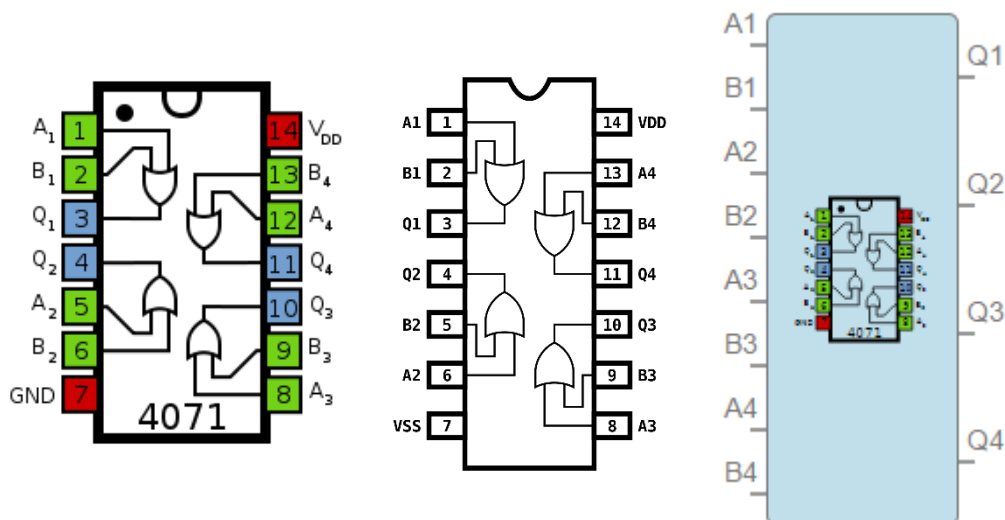 A1 1 14 VDD
B1 2 13 B4
Q1 3 12 A4
Q2 4 11 Q4
A2 5 10 Q3
B2 6 9 B3
GND 7 8 A3
4071
A1 1 14 VDD
B1 2 13 A4
Q1 3 12 B4
Q2 4 11 Q4
B2 5 10 Q3
A2 6 9 B3
VSS 7 8 A3
A1
Q1
B1
A2
Q2
B2
A3
Q3
B3
A4
Q4
B4
4071